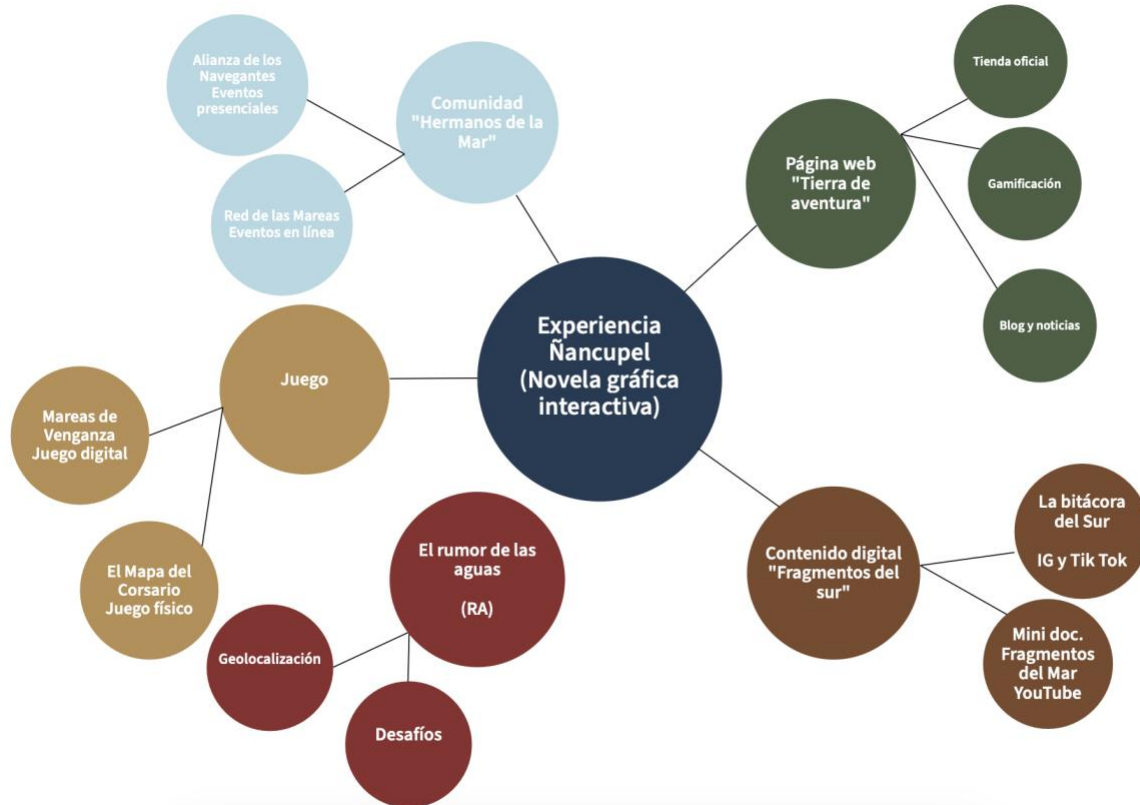 Alianza de los
Navegantes
Eventos
presenciales
Comunidad
"Hermanos de la
Mar"
Red de las Mareas
Eventos en línea
Tienda oficial
Página web
"Tierra de
aventura"
Gamificación
Blog y noticias
Experiencia
Ñancupel
(Novela gráfica
interactiva)
Juego
Mareas de
Venganza
Juego digital
El Mapa del
Corsario
Juego físico
El rumor de las
aguas
(RA)
Geolocalización
Desafíos
Contenido digital
"Fragmentos del
sur"
La bitácora
del Sur
IG y Tik Tok
Mini doc.
Fragmentos
del Mar
YouTube